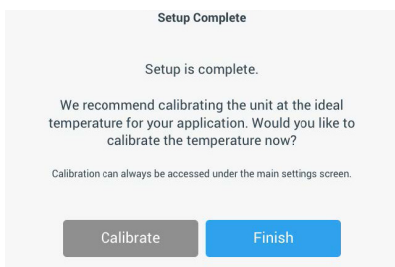 Setup Complete
Setup is complete.
We recommend calibrating the unit at the ideal
temperature for your application. Would you like to
calibrate the temperature now?
Calibration can always be accessed under the main settings screen.
Calibrate
Finish